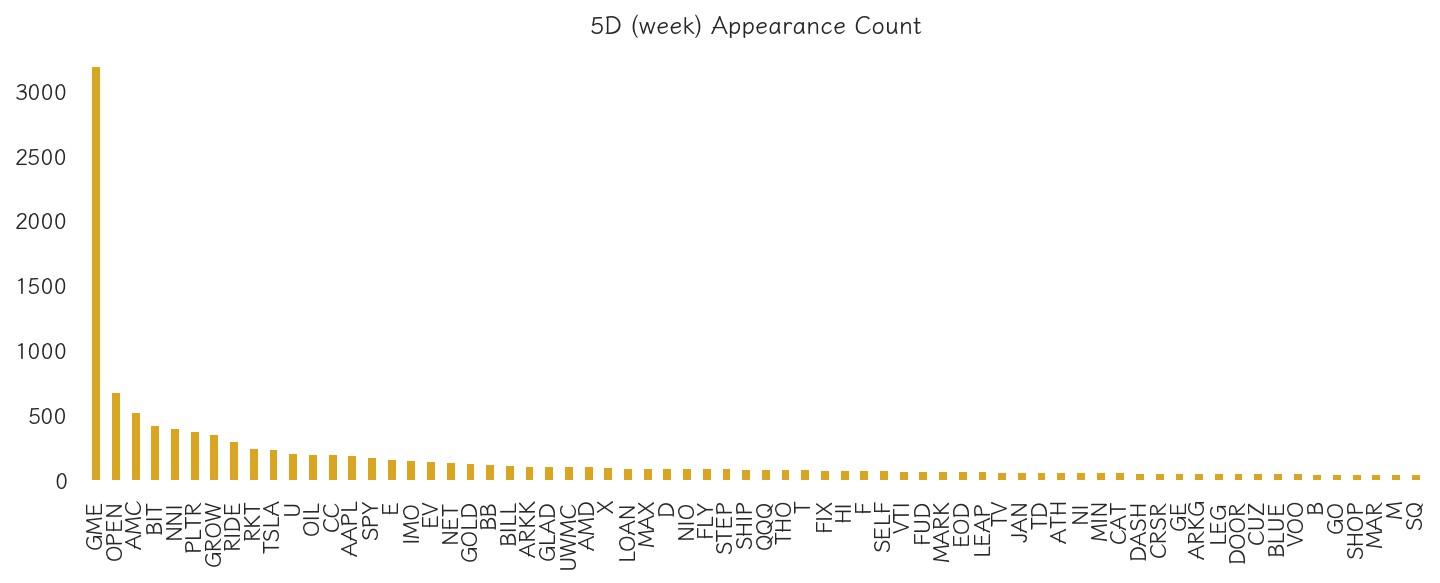 5D (week) Appearance Count
3000
2500
2000
1500
1000
500
0
GME
OPEN
AMC
BIT
NNI
PLTR
GROW
RIDE
RKT
TSLA
U
OIL
CC
AAPL
SPY
E
IMO
EV
NET
GOLD
BB
BILL
ARKK
GLAD
UWMC
AMD
X
LOAN
MAX
D
NIO
FLY
STEP
SHIP
QQQ
THO
T
FIX
HI
F
SELF
VTI
FUD
MARK
EOD
LEAP
TV
JAN
TD
ATH
NI
MIN
CAT
DASH
CRSR
GE
ARKG
LEG
DOOR
CUZ
BLUE
VOO
B
GO
SHOP
MAR
M
SQ